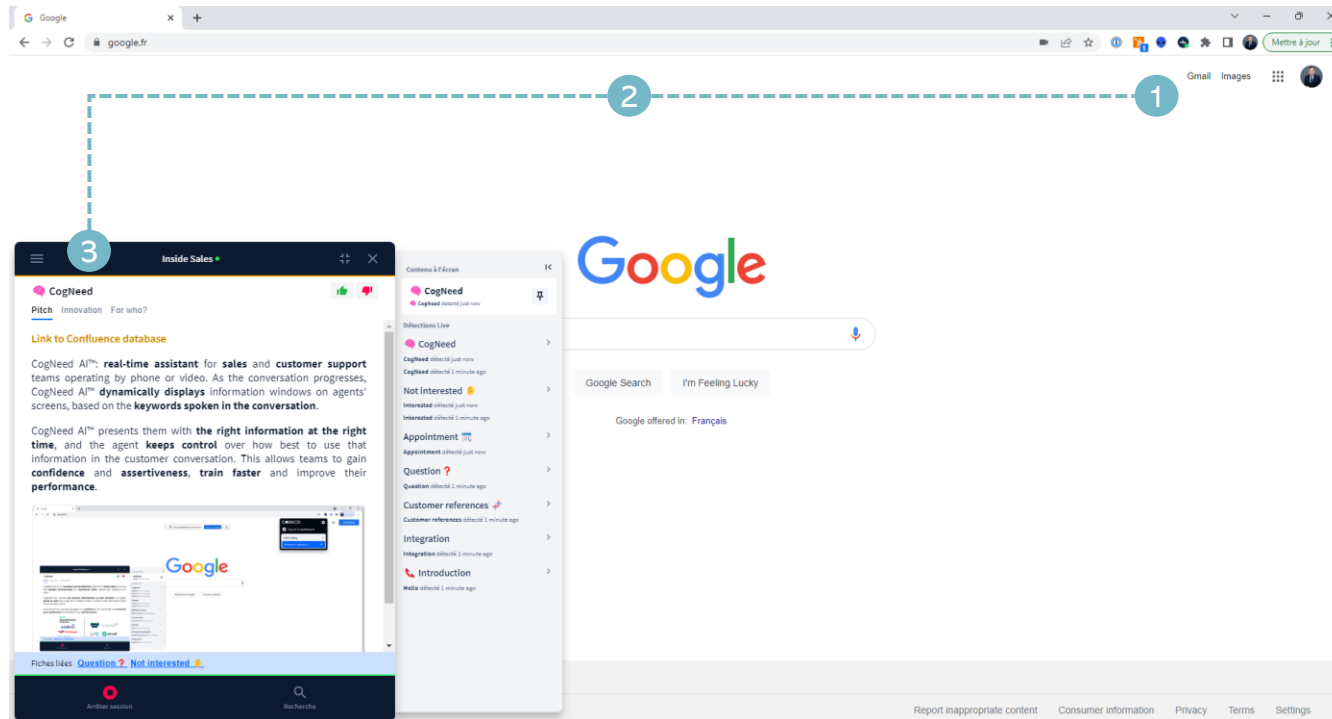 Google
google.fr
Mettre à jour
Gmail Images
2
1
3
Inside Sales
CogNeed
Pitch Innovation For who?
Link to Confluence database
CogNeed AI™: real-time assistant for sales and customer support
teams operating by phone or video. As the conversation progresses,
CogNeed AI™ dynamically displays information windows on agents'
screens, based on the keywords spoken in the conversation.
CogNeed AI™ presents them with the right information at the right
time, and the agent keeps control over how best to use that
information in the customer conversation. This allows teams to gain
confidence and assertiveness, train faster and improve their
performance.
Google
Fiches liées Question ❓ Not interested ✋
Arrêter session
Recherche
Contenu à l'écran
CogNeed
CogNeed détecté just now
Détections Live
CogNeed
CogNeed détecté just now
CogNeed détecté 1 minute ago
Not interested ✋
Interested détecté just now
Interested détecté 1 minute ago
Appointment
Appointment détecté just now
Question ❓
Question détecté 1 minute ago
Customer references
Customer references détecté 1 minute ago
Integration
Integration détecté 1 minute ago
Introduction
Hello détecté 1 minute ago
Google
Google Search
I'm Feeling Lucky
Google offered in: Français
Report inappropriate content Consumer information Privacy Terms Settings